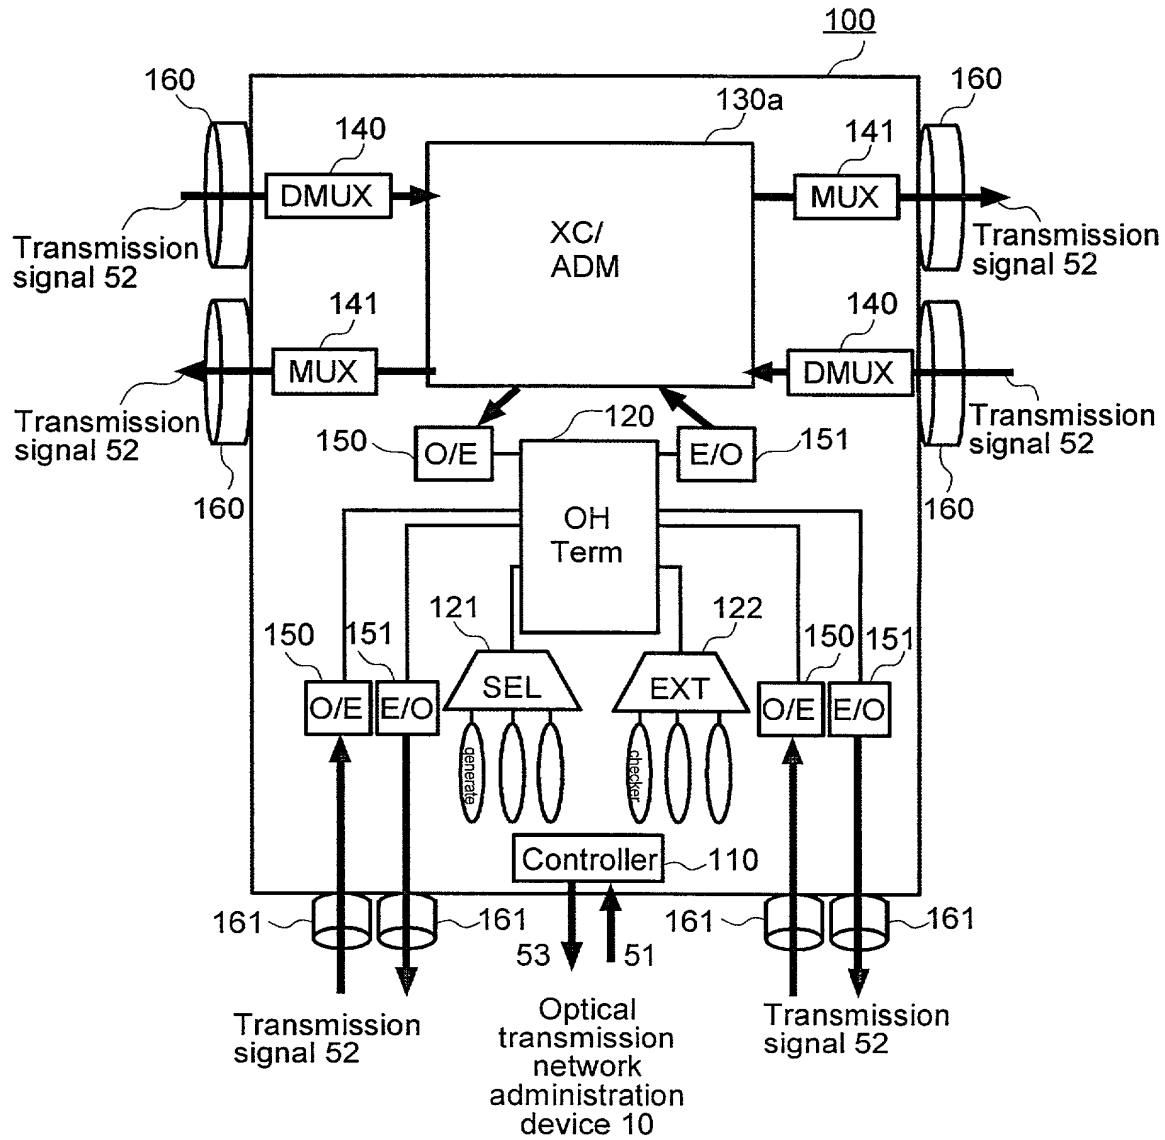 100
160
130a
160
140
141
DMUX
MUX
XC/
ADM
Transmission
signal 52
Transmission
signal 52
141
140
MUX
DMUX
Transmission
signal 52
Transmission
signal 52
150
O/E
120
E/O
151
160
160
OH
Term
121
122
150
151
150
151
SEL
EXT
O/E
E/O
O/E
E/O
generate
checker
Controller
110
161
161
161
161
53
51
Transmission
signal 52
Optical
transmission
network
administration
device 10
Transmission
signal 52